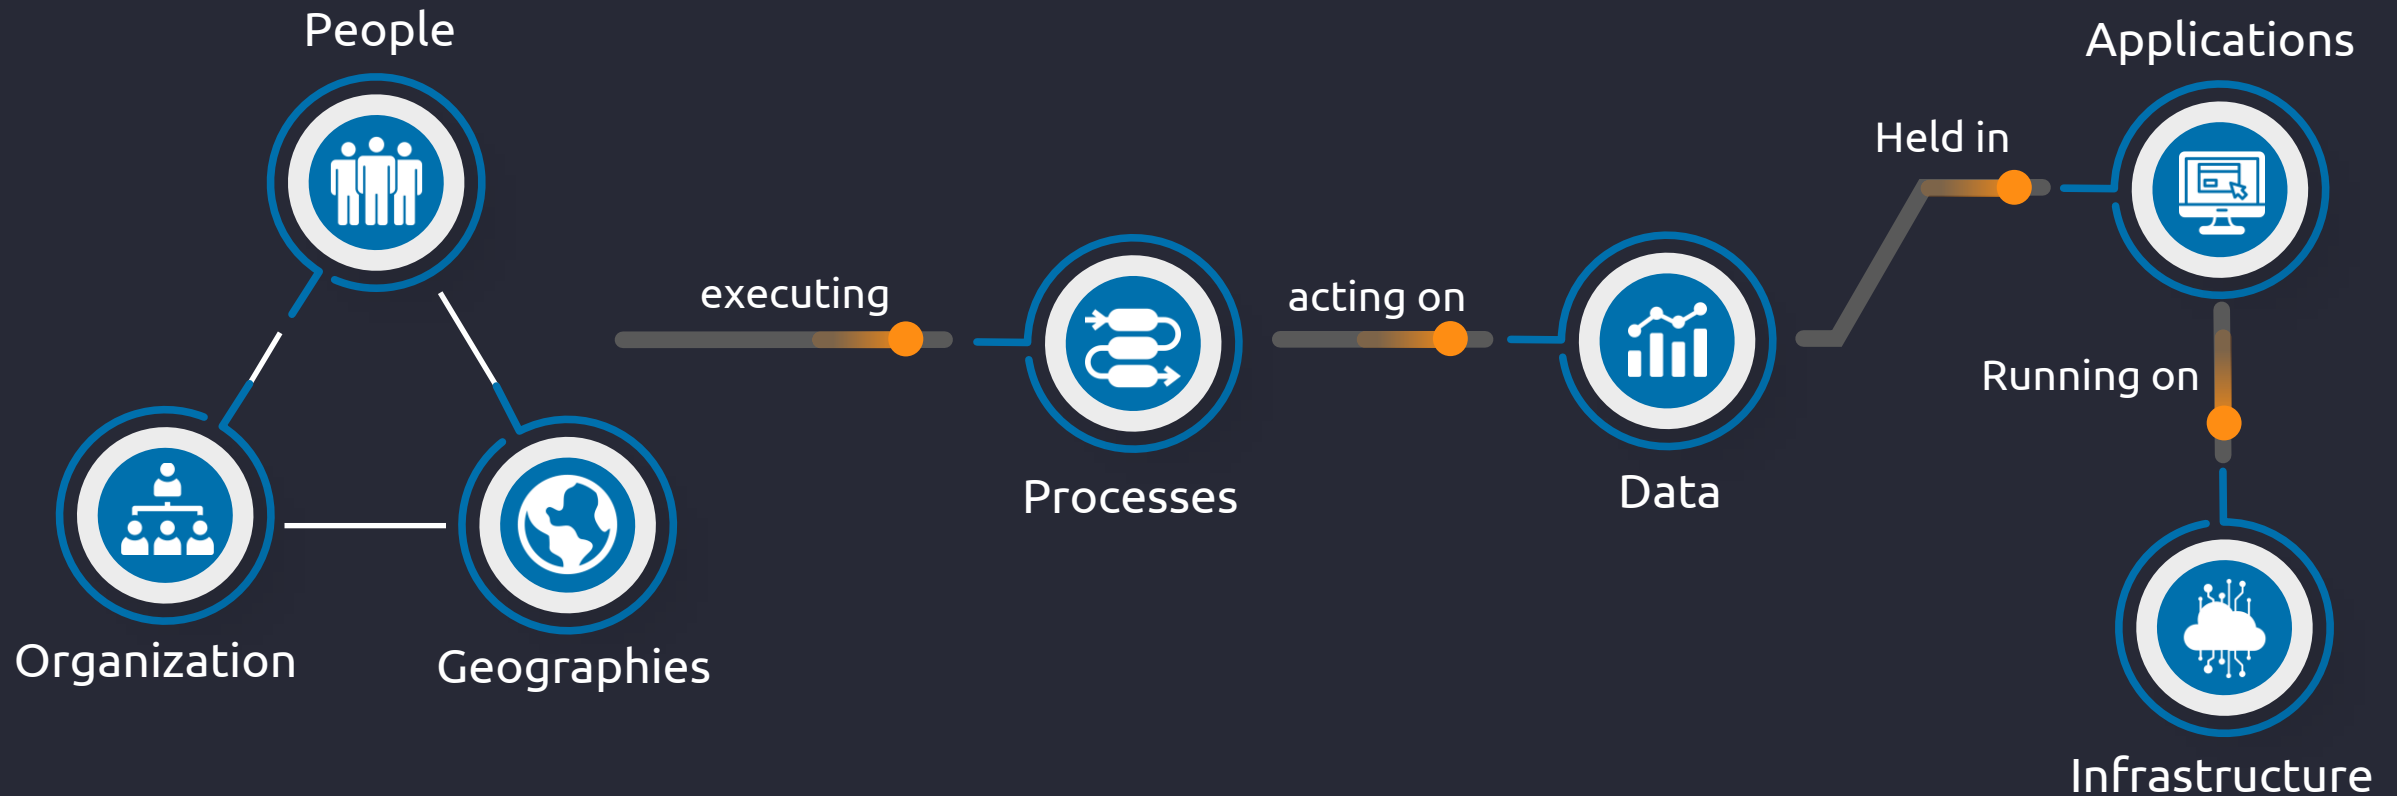 People
Organization
Geographies
executing
Processes
acting on
Data
Held in
Applications
Running on
Infrastructure